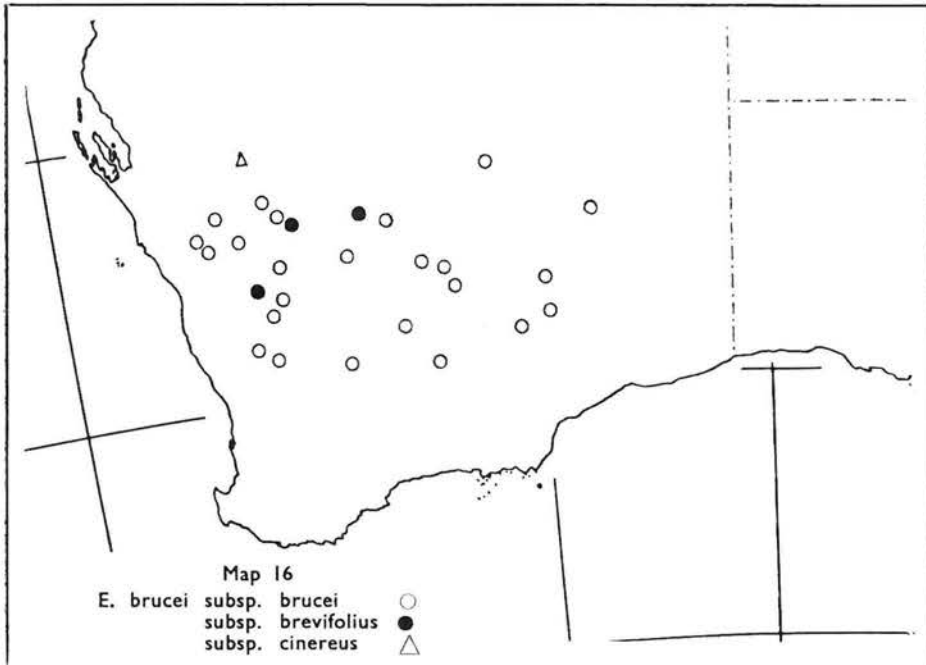 Map 16
E. brucei subsp. brucei
subsp. brevifolius
subsp. cinereus